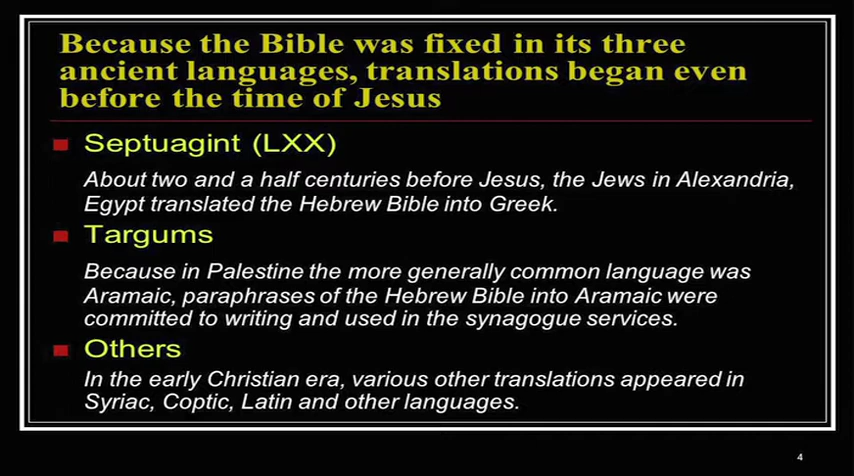 Because the Bible was fixed in its three
ancient languages, translations began even
before the time of Jesus
Septuagint (LXX)
About two and a half centuries before Jesus, the Jews in Alexandria,
Egypt translated the Hebrew Bible into Greek.
Targums
Because in Palestine the more generally common language was
Aramaic, paraphrases of the Hebrew Bible into Aramaic were
committed to writing and used in the synagogue services.
Others
In the early Christian era, various other translations appeared in
Syriac, Coptic, Latin and other languages.
4